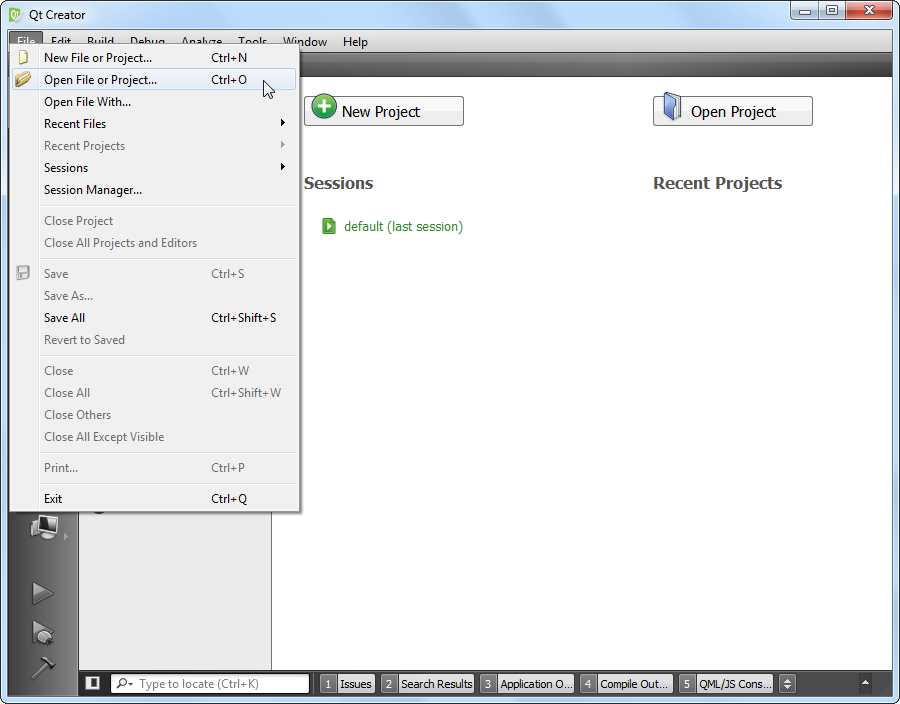 Qt Creator
File Edit Build Debug Analyze Tools Window Help
New File or Project... Ctrl+N
Open File or Project... Ctrl+O
Open File With...
Recent Files
Recent Projects
Sessions
Session Manager...
Close Project
Close All Projects and Editors
Save Ctrl+S
Save As...
Save All Ctrl+Shift+S
Revert to Saved
Close Ctrl+W
Close All Ctrl+Shift+W
Close Others
Close All Except Visible
Print... Ctrl+P
Exit Ctrl+Q
New Project Open Project
Sessions Recent Projects
default (last session)
Type to locate (Ctrl+K) 1 Issues 2 Search Results 3 Application O... 4 Compile Out... 5 QML/JS Cons...